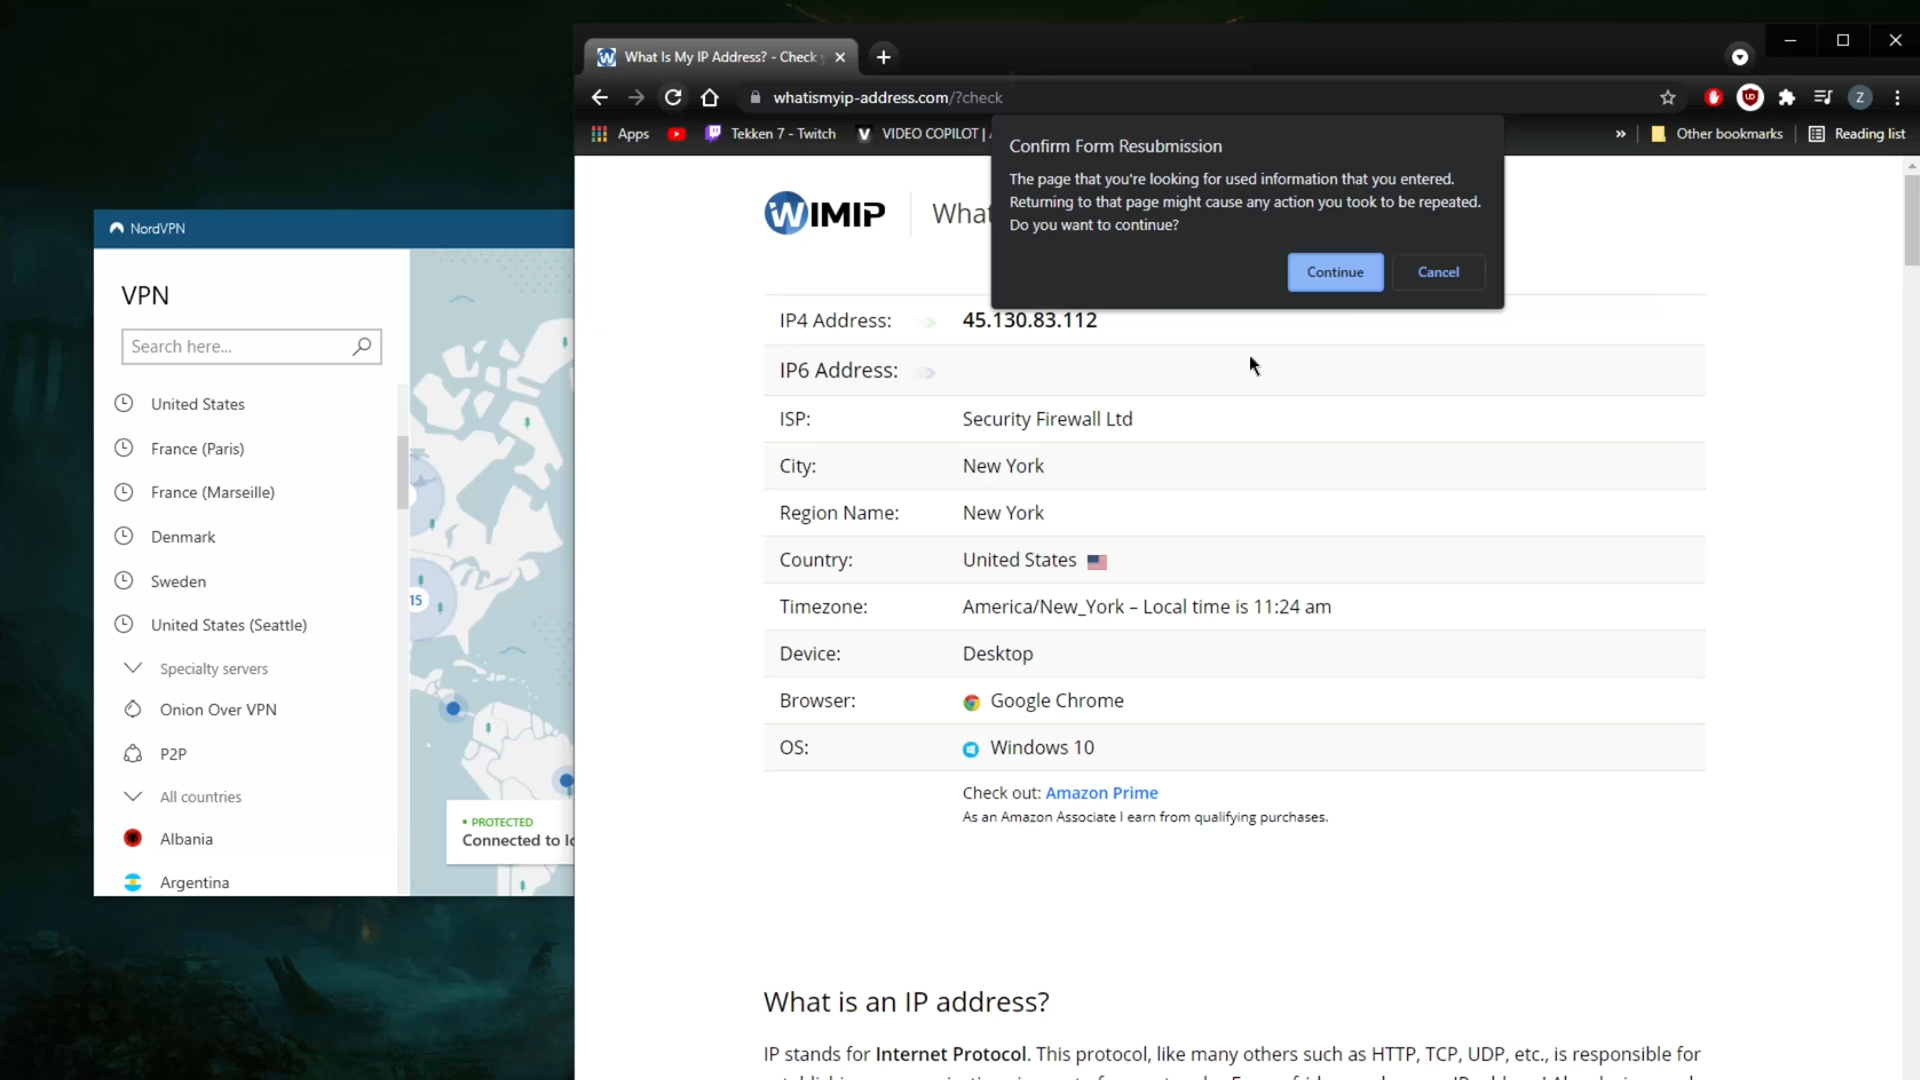 What Is My IP Address? - Check
whatismyip-address.com/?check
Z
Apps
Tekken 7 - Twitch
V VIDEO COPILOT |
»
Other bookmarks
Reading list
Confirm Form Resubmission
The page that you're looking for used information that you entered.
Returning to that page might cause any action you took to be repeated.
Do you want to continue?
Continue
Cancel
WIMIP
What
NordVPN
VPN
Search here...
United States
France (Paris)
France (Marseille)
Denmark
Sweden
United States (Seattle)
Specialty servers
Onion Over VPN
P2P
All countries
Albania
Argentina
15
PROTECTED
Connected to
IP4 Address: 45.130.83.112
IP6 Address:
ISP: Security Firewall Ltd
City: New York
Region Name: New York
Country: United States
Timezone: America/New_York – Local time is 11:24 am
Device: Desktop
Browser: Google Chrome
OS: Windows 10
Check out: Amazon Prime
As an Amazon Associate I earn from qualifying purchases.
What is an IP address?
IP stands for Internet Protocol. This protocol, like many others such as HTTP, TCP, UDP, etc., is responsible for